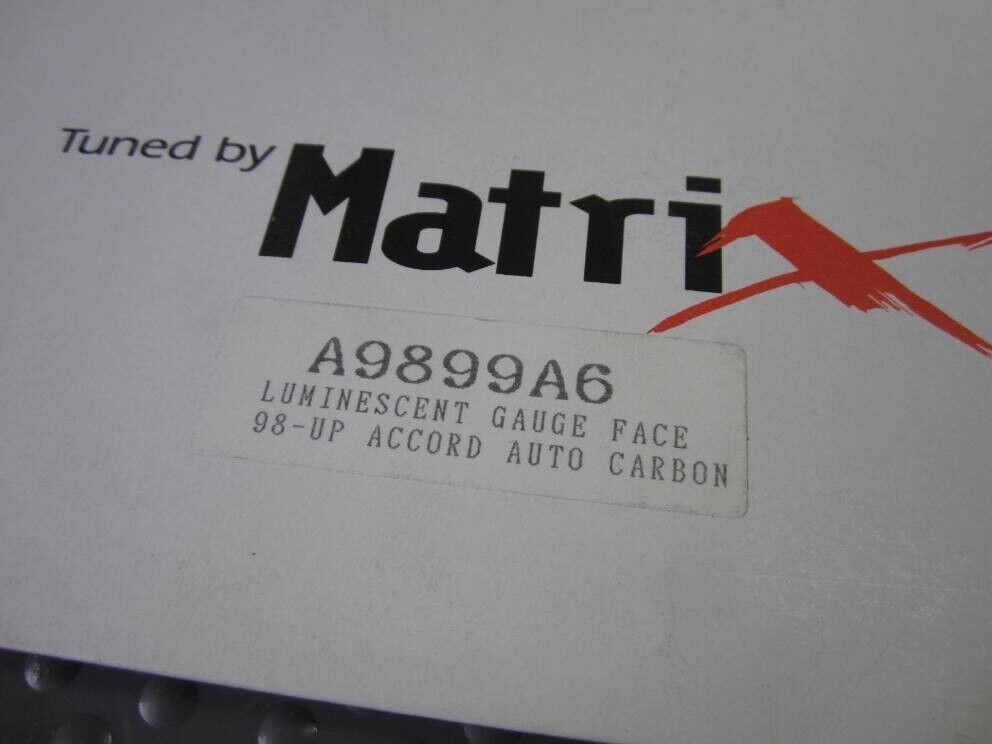 Tuned by MatriX
A9899A6
LUMINESCENT GAUGE FACE
98-UP ACCORD AUTO CARBON